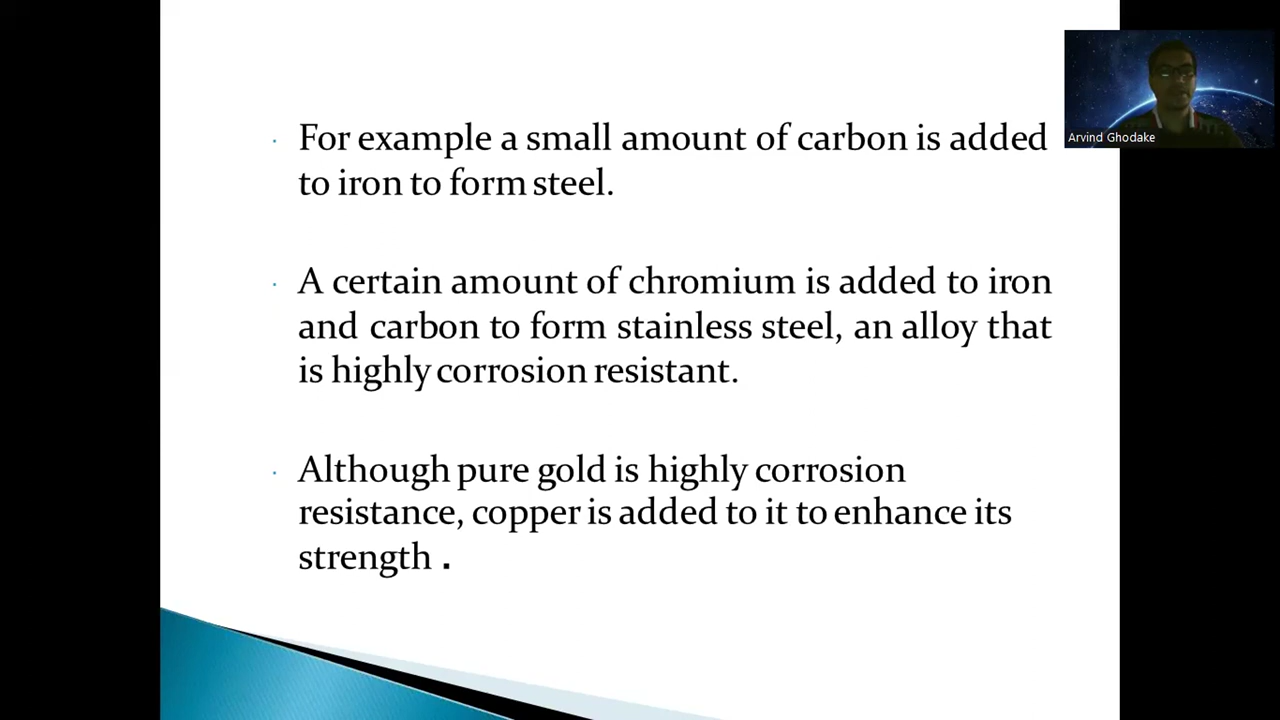 For example a small amount of carbon is added
to iron to form steel.
A certain amount of chromium is added to iron
and carbon to form stainless steel, an alloy that
is highly corrosion resistant.
Although pure gold is highly corrosion
resistance, copper is added to it to enhance its
strength .
Arvind Ghodake